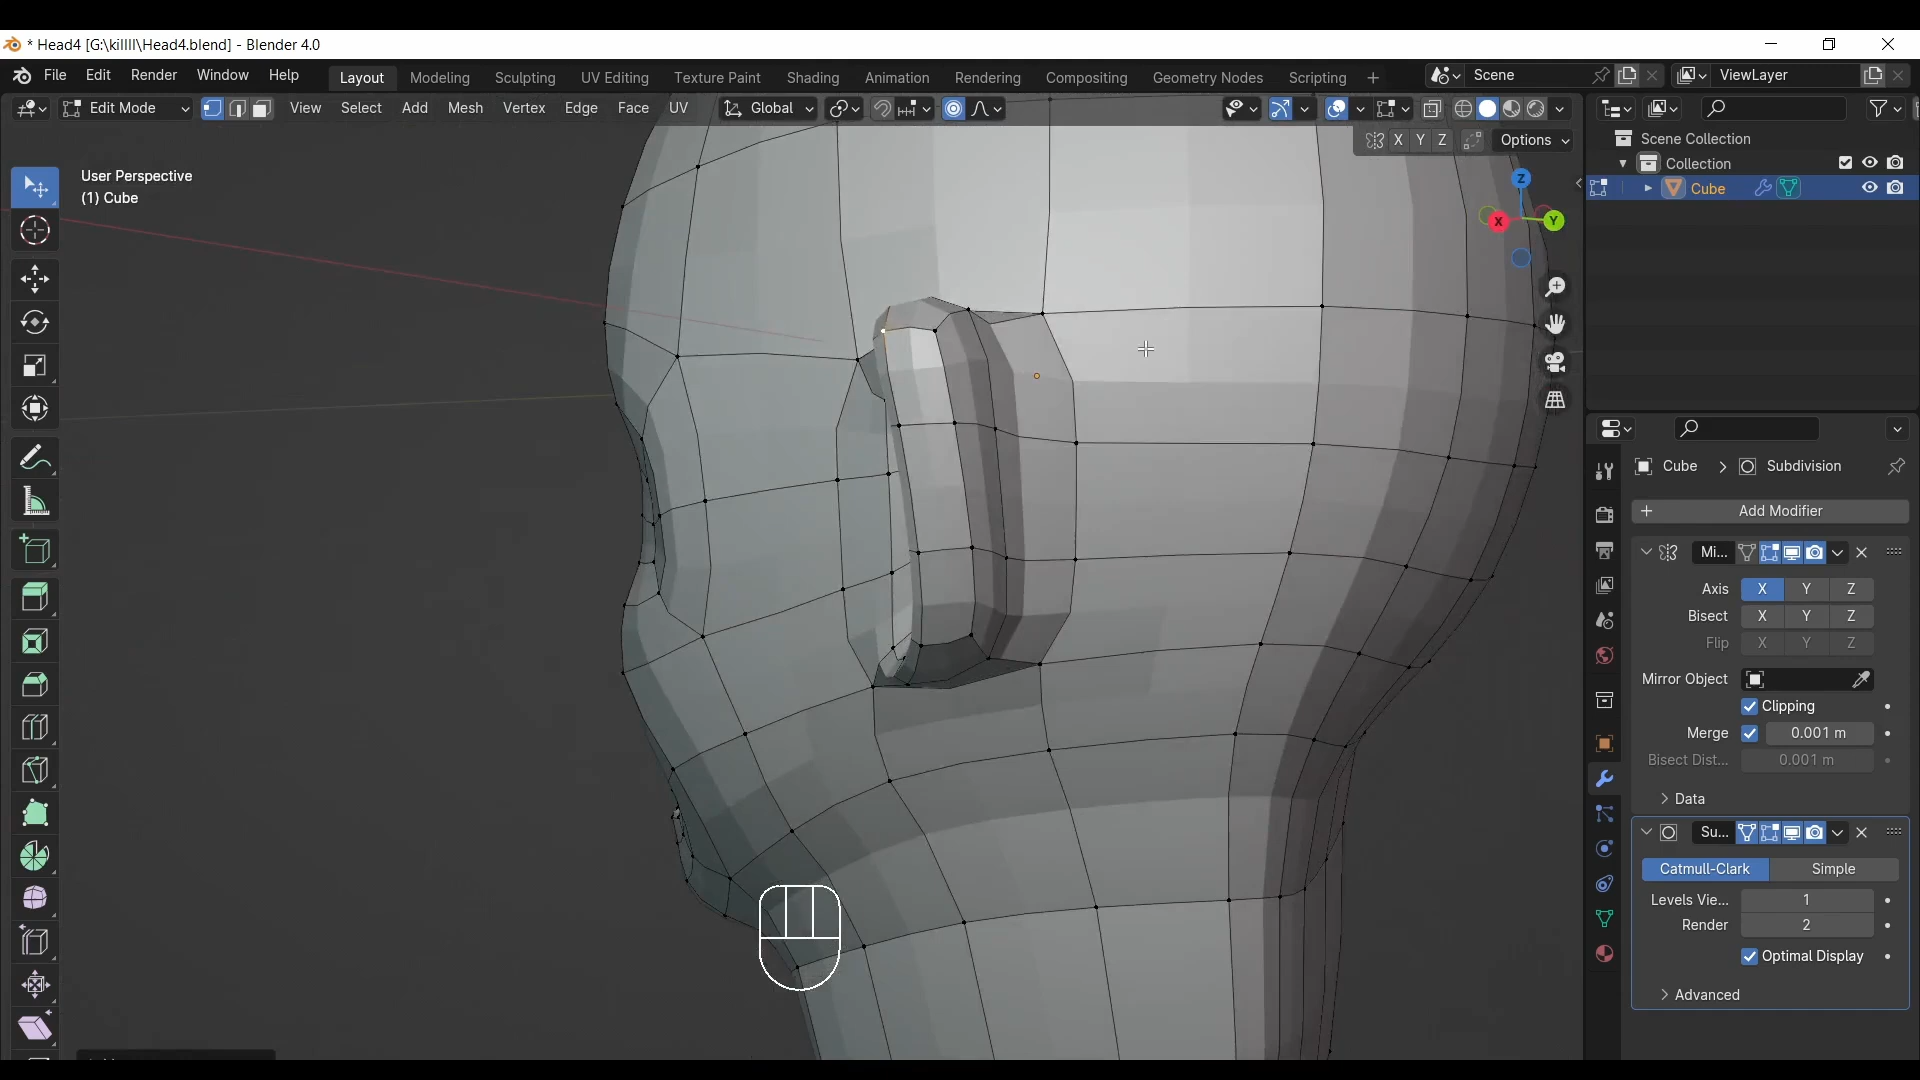 * Head4 [G:\killll\Head4.blend] - Blender 4.0
File Edit Render Window Help Layout Modeling Sculpting UV Editing Texture Paint Shading Animation Rendering Compositing Geometry Nodes Scripting + Scene ViewLayer
Edit Mode View Select Add Mesh Vertex Edge Face UV Global
X Y Z Options
User Perspective
(1) Cube
Z
X Y
Scene Collection
Collection
Cube
Cube > Subdivision
+ Add Modifier
Mi...
Axis X Y Z
Bisect X Y Z
Flip X Y Z
Mirror Object
Clipping
Merge 0.001 m
Bisect Dist... 0.001 m
> Data
Su...
Catmull-Clark Simple
Levels Vie... 1
Render 2
Optimal Display
> Advanced